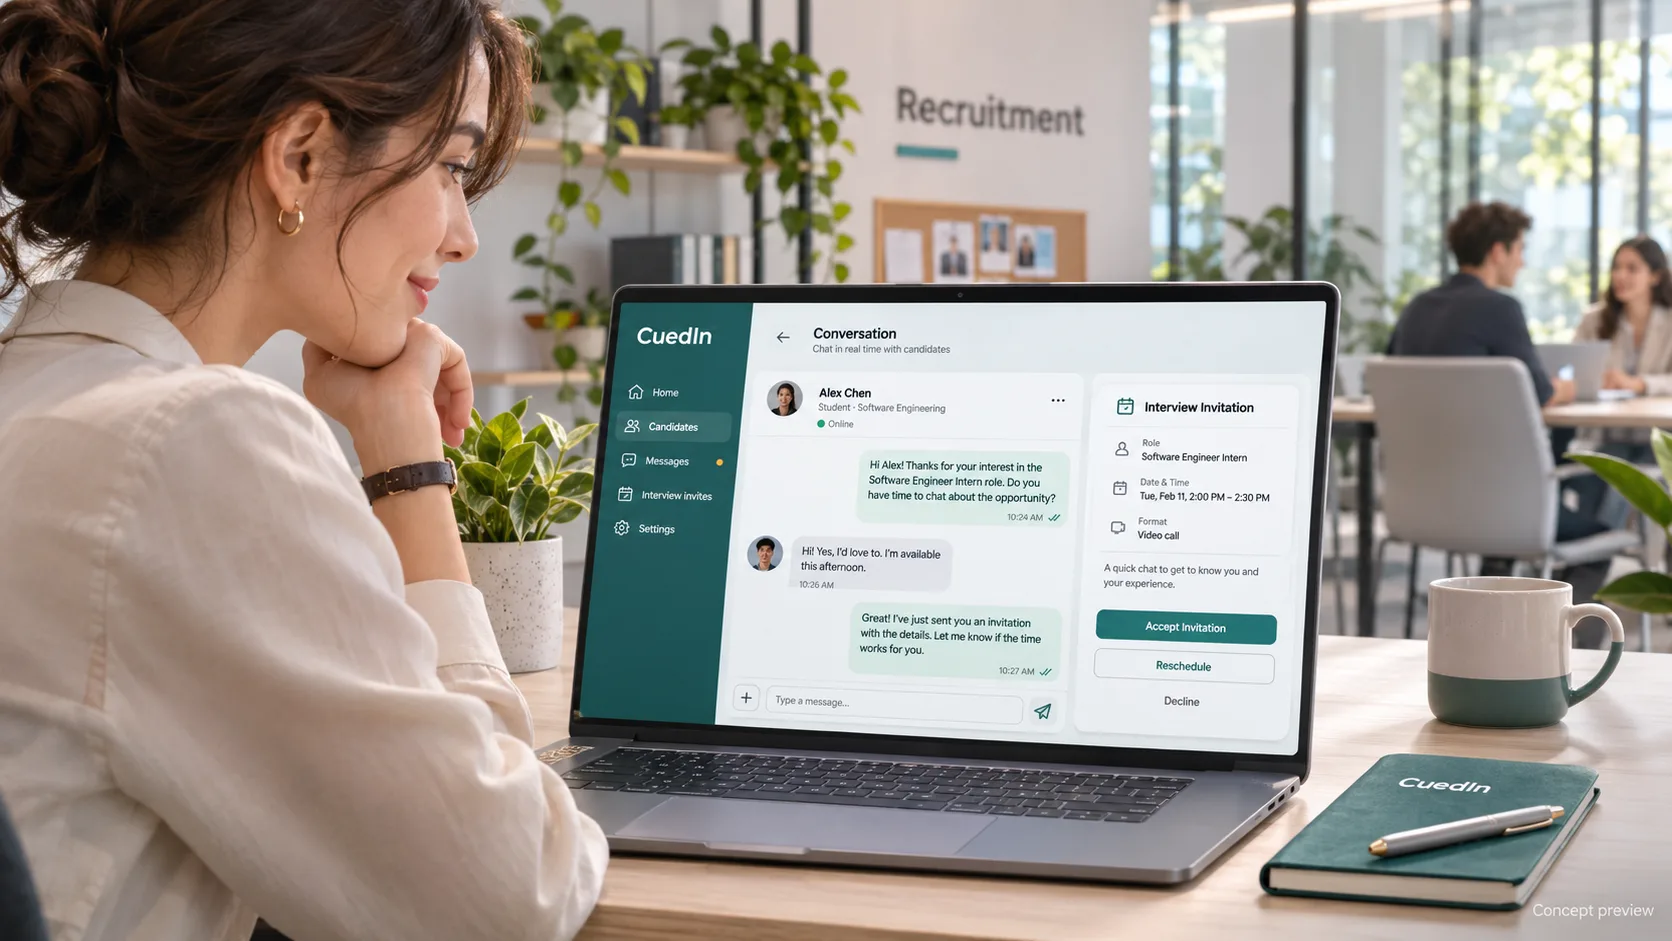 Recruitment
CuedIn
Home
Candidates
Messages
Interview invites
Settings
Conversation
Chat in real time with candidates
Alex Chen
Student · Software Engineering
Online
Hi Alex! Thanks for your interest in the
Software Engineer Intern role. Do you
have time to chat about the opportunity?
10:24 AM
Hi! Yes, I'd love to. I'm available
this afternoon.
10:26 AM
Great! I've just sent you an invitation
with the details. Let me know if the time
works for you.
10:27 AM
Type a message...
Interview Invitation
Role
Software Engineer Intern
Date & Time
Tue, Feb 11, 2:00 PM – 2:30 PM
Format
Video call
A quick chat to get to know you and
your experience.
Accept Invitation
Reschedule
Decline
CuedIn
Concept preview